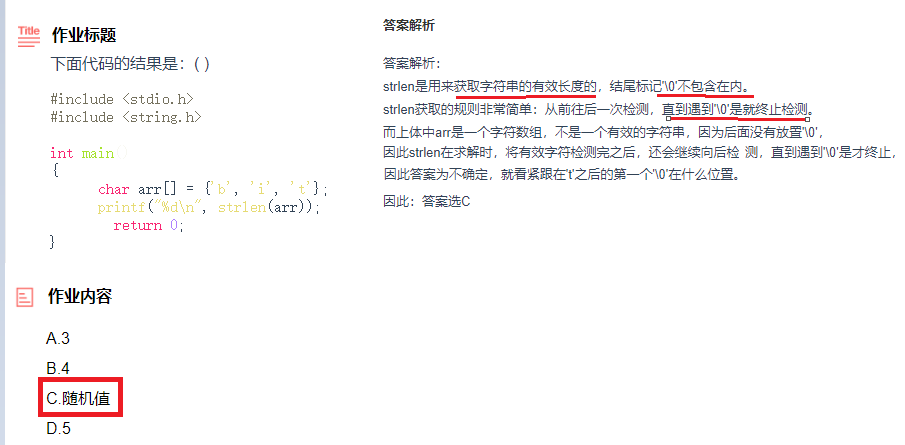 Title
作业标题
下面代码的结果是：( )
#include <stdio.h>
#include <string.h>
int main
{
char arr[] = {'b', 'i', 't'};
printf("%d\n", strlen(arr));
return 0;
}
作业内容
A.3
B.4
C.随机值
D.5
答案解析
答案解析：
strlen是用来获取字符串的有效长度的，结尾标记'\0'不包含在内。
strlen获取的规则非常简单：从前往后一次检测，直到遇到'\0'是就终止检测。
而上体中arr是一个字符数组，不是一个有效的字符串，因为后面没有放置'\0'，
因此strlen在求解时，将有效字符检测完之后，还会继续向后检 测，直到遇到'\0'是才终止，
因此答案为不确定，就看紧跟在't'之后的第一个'\0'在什么位置。
因此：答案选C